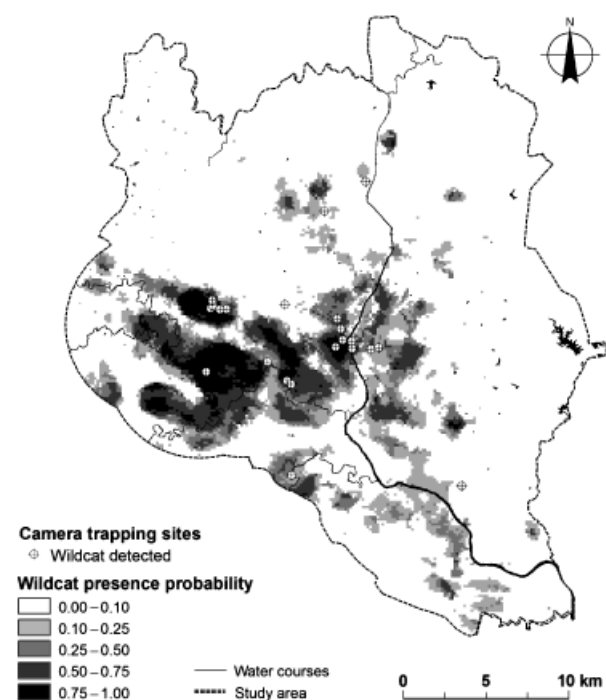 N
Camera trapping sites
Wildcat detected
Wildcat presence probability
0.00 – 0.10
0.10 – 0.25
0.25 – 0.50
0.50 – 0.75
0.75 – 1.00
Water courses
Study area
0 5 10 km